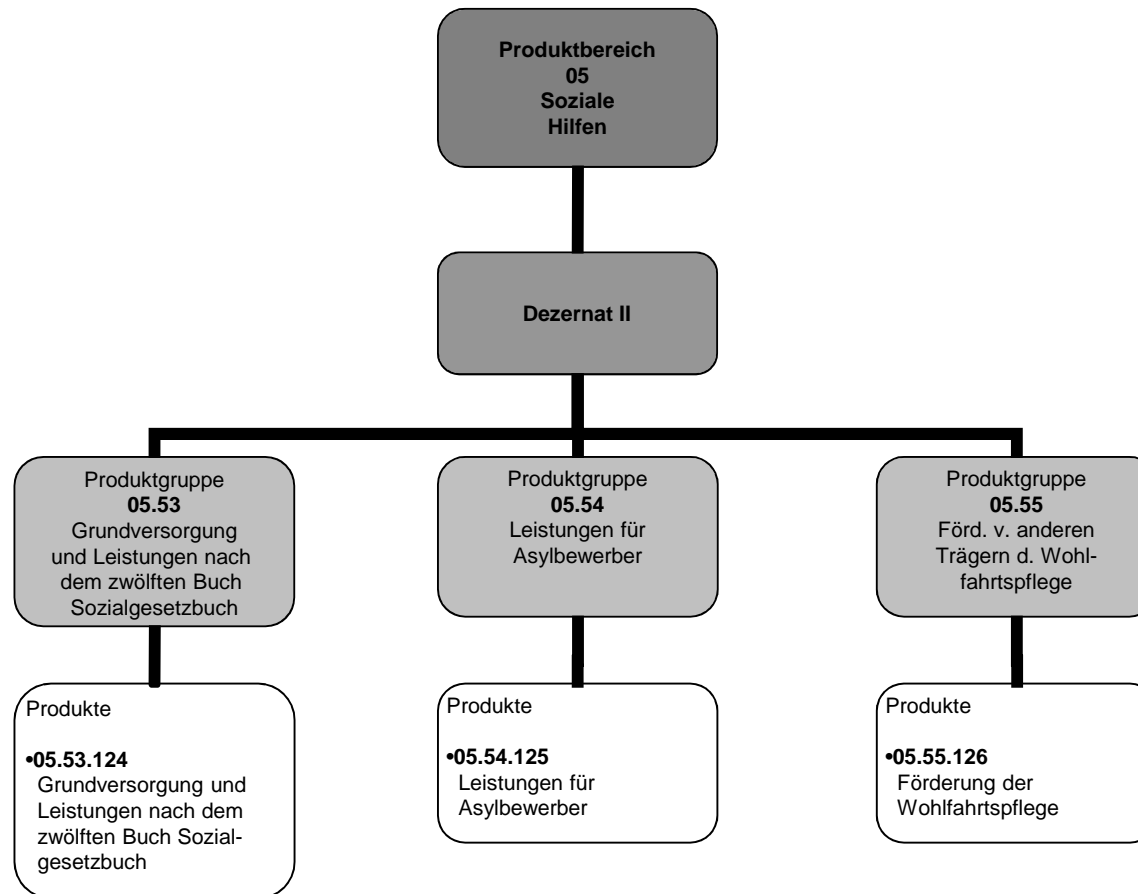 Produktbereich
05
Soziale
Hilfen
Dezernat II
Produktgruppe
05.53
Grundversorgung
und Leistungen nach
dem zwölften Buch
Sozialgesetzbuch
Produktgruppe
05.54
Leistungen für
Asylbewerber
Produktgruppe
05.55
Förd. v. anderen
Trägern d. Wohl-
fahrtspflege
Produkte
•05.53.124
Grundversorgung und
Leistungen nach dem
zwölften Buch Sozial-
gesetzbuch
Produkte
•05.54.125
Leistungen für
Asylbewerber
Produkte
•05.55.126
Förderung der
Wohlfahrtspflege